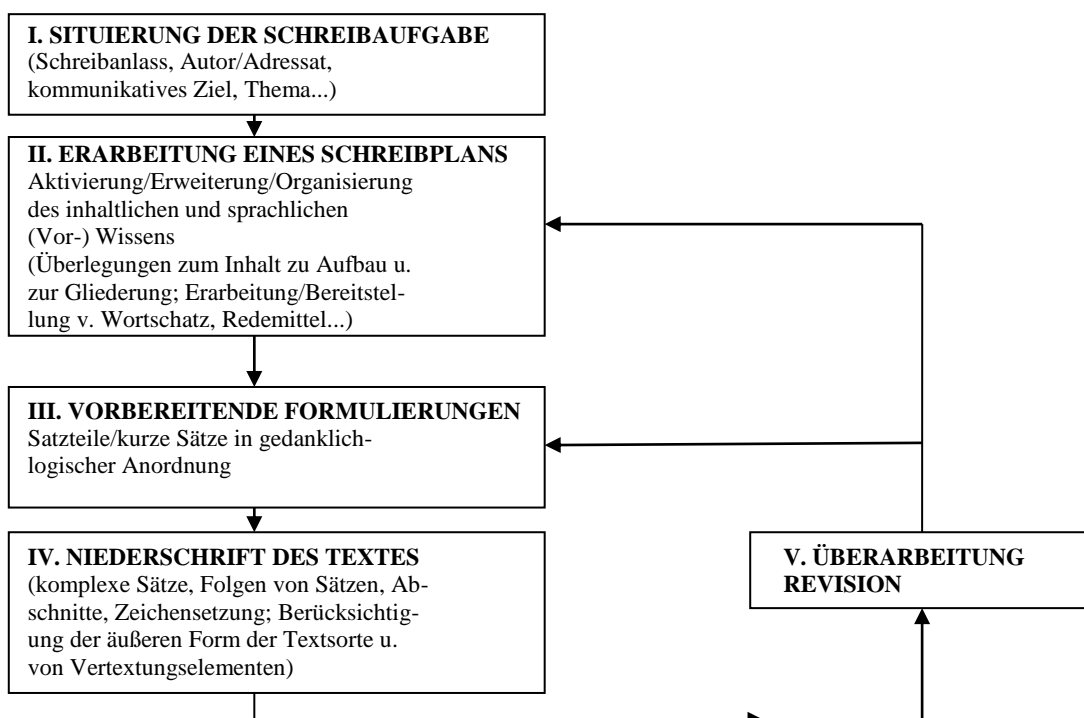 I. SITUIERUNG DER SCHREIBAUFGABE
(Schreibanlass, Autor/Adressat,
kommunikatives Ziel, Thema...)
II. ERARBEITUNG EINES SCHREIBPLANS
Aktivierung/Erweiterung/Organisierung
des inhaltlichen und sprachlichen
(Vor-) Wissens
(Überlegungen zum Inhalt zu Aufbau u.
zur Gliederung; Erarbeitung/Bereitstel-
lung v. Wortschatz, Redemittel...)
III. VORBEREITENDE FORMULIERUNGEN
Satzteile/kurze Sätze in gedanklich-
logischer Anordnung
IV. NIEDERSCHRIFT DES TEXTES
(komplexe Sätze, Folgen von Sätzen, Ab-
schnitte, Zeichensetzung; Berücksichtig-
ung der äußeren Form der Textsorte u.
von Vertextungselementen)
V. ÜBERARBEITUNG
REVISION